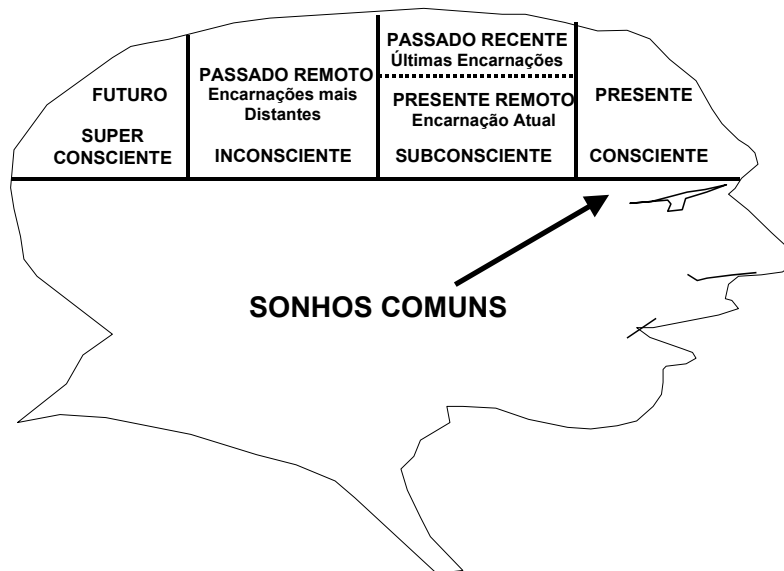 FUTURO
SUPER
CONSCIENTE
PASSADO REMOTO
Encarnações mais
Distantes
INCONSCIENTE
PASSADO RECENTE
Últimas Encarnações
PRESENTE REMOTO
Encarnação Atual
SUBCONSCIENTE
PRESENTE
CONSCIENTE
SONHOS COMUNS